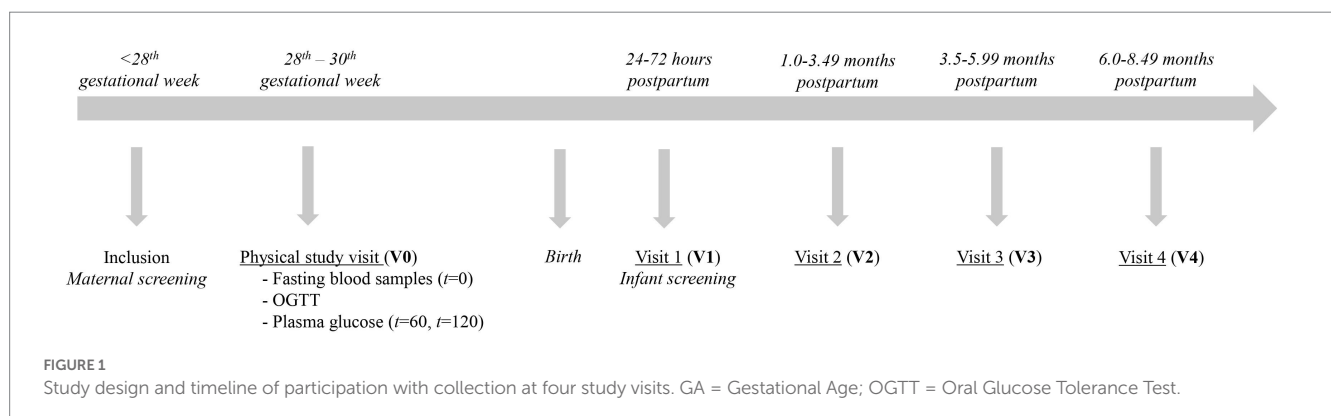 <28th
gestational week
28th – 30th
gestational week
24-72 hours
postpartum
1.0-3.49 months
postpartum
3.5-5.99 months
postpartum
6.0-8.49 months
postpartum
Inclusion
Maternal screening
Physical study visit (V0)
- Fasting blood samples (t=0)
- OGTT
- Plasma glucose (t=60, t=120)
Birth
Visit 1 (V1)
Infant screening
Visit 2 (V2)
Visit 3 (V3)
Visit 4 (V4)
FIGURE 1
Study design and timeline of participation with collection at four study visits. GA = Gestational Age; OGTT = Oral Glucose Tolerance Test.